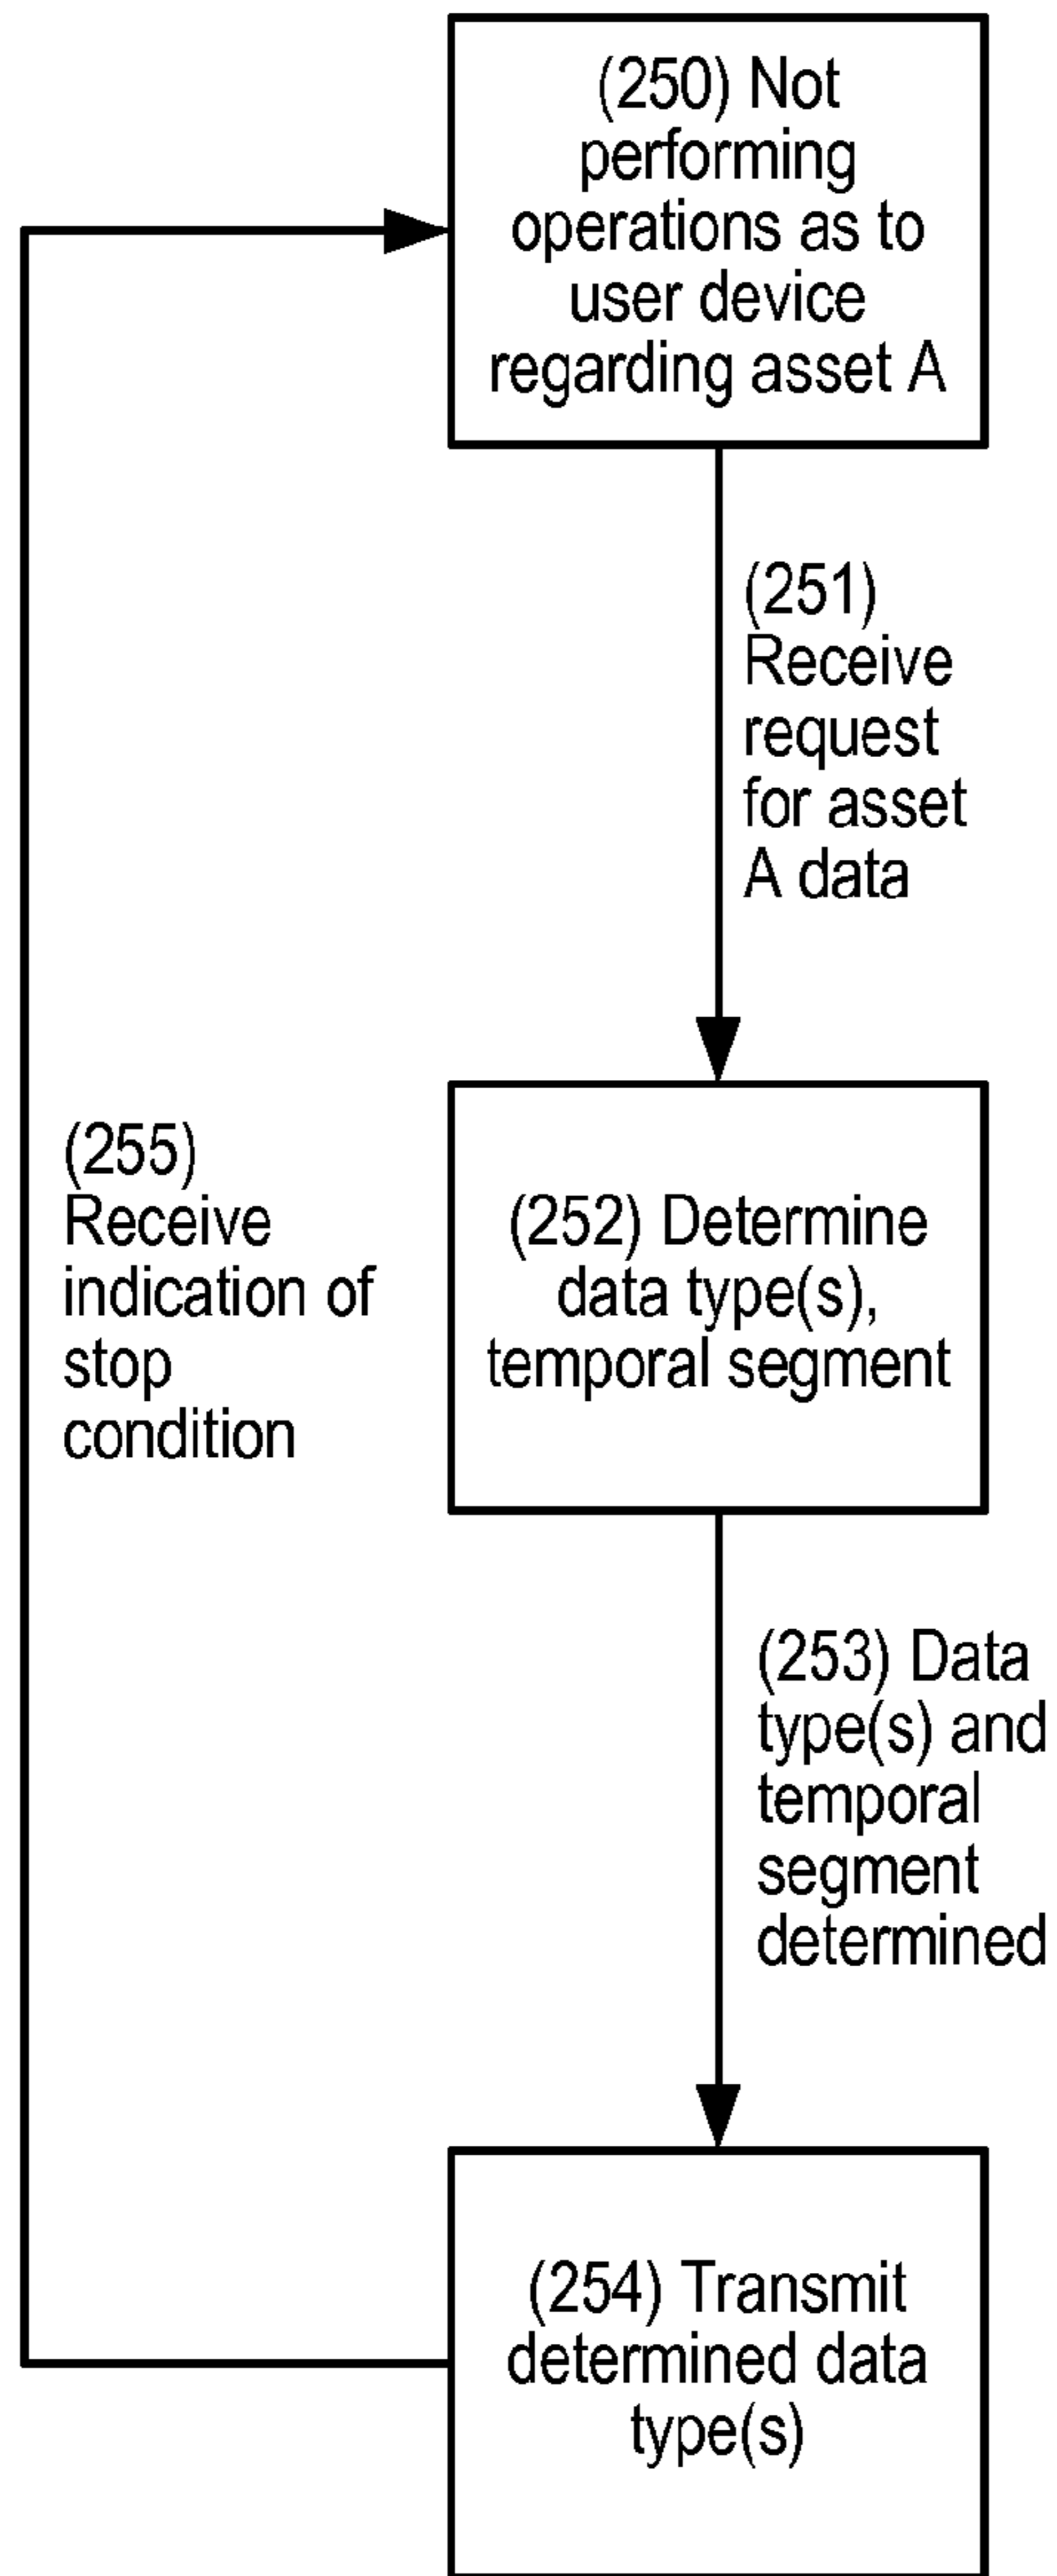 (250) Not
performing
operations as to
user device
regarding asset A
(251)
Receive
request
for asset
A data
(255)
Receive
indication of
stop
condition
(252) Determine
data type(s),
temporal segment
(253) Data
type(s) and
temporal
segment
determined
(254) Transmit
determined data
type(s)